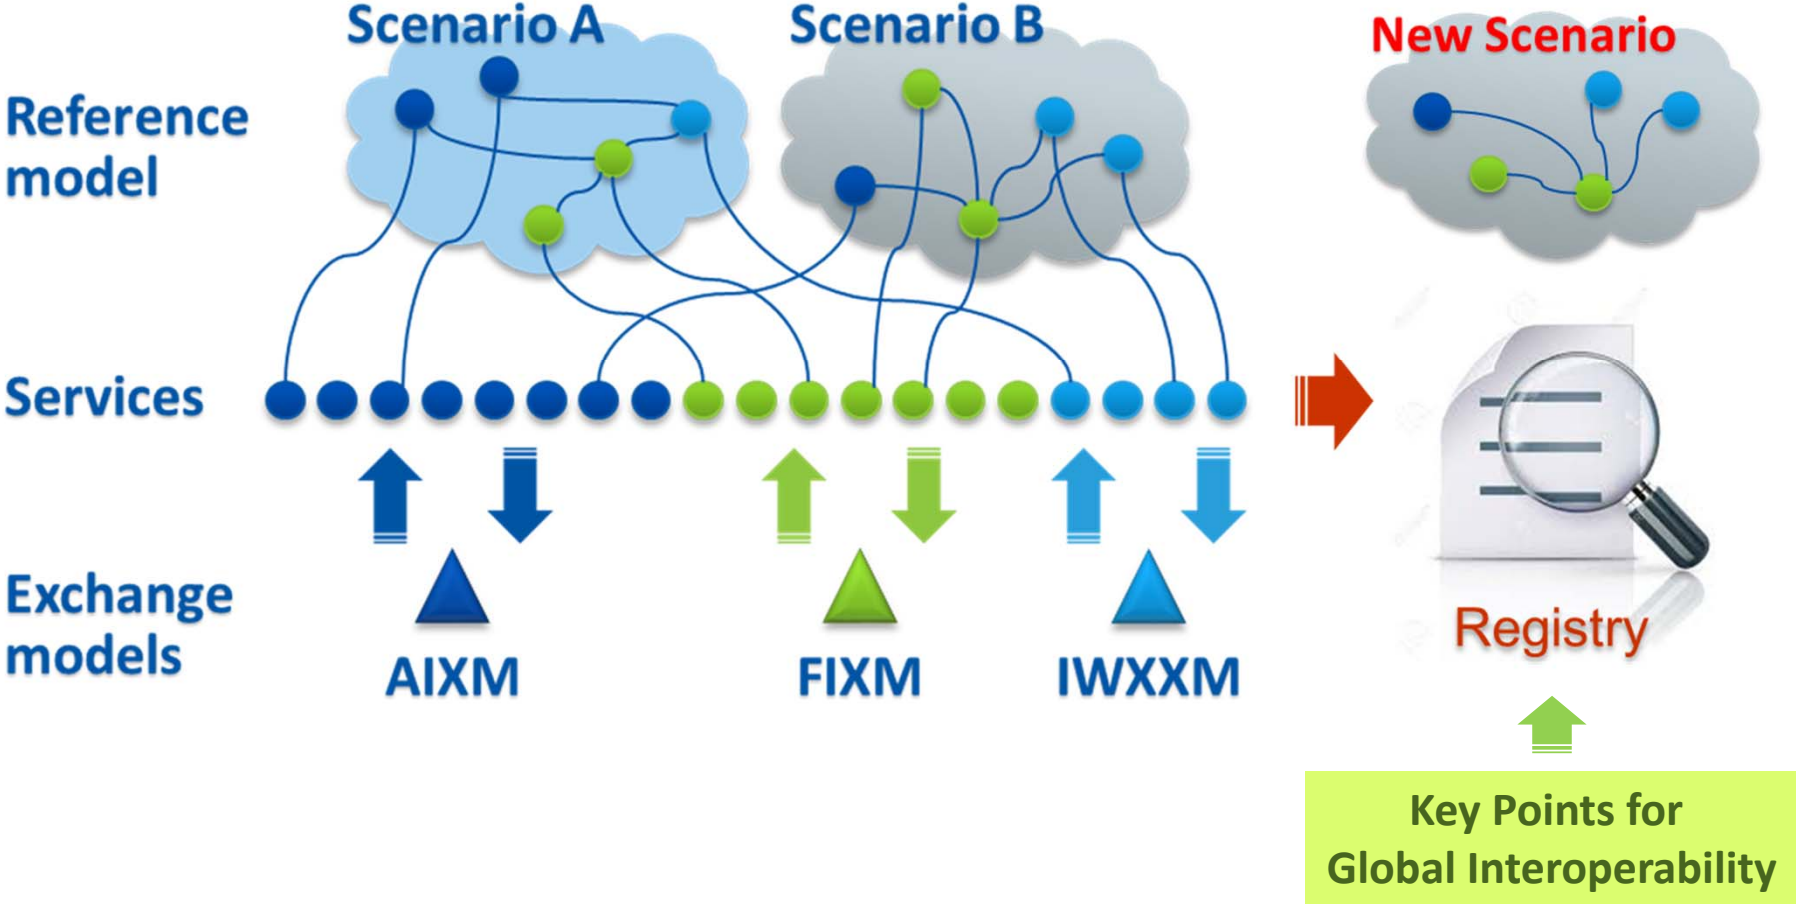 Scenario A
Scenario B
New Scenario
Reference
model
Services
Exchange
models
AIXM
FIXM
IWXXM
Registry
Key Points for
Global Interoperability